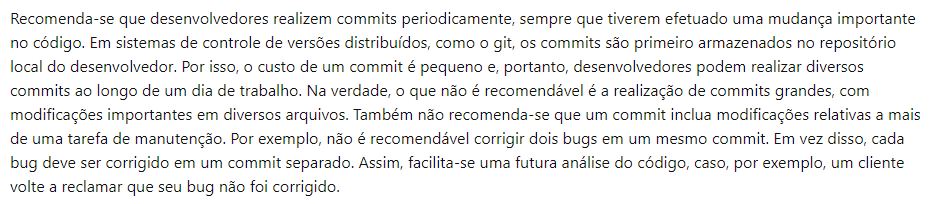 Recomenda-se que desenvolvedores realizem commits periodicamente, sempre que tiverem efetuado uma mudança importante
no código. Em sistemas de controle de versões distribuídos, como o git, os commits são primeiro armazenados no repositório
local do desenvolvedor. Por isso, o custo de um commit é pequeno e, portanto, desenvolvedores podem realizar diversos
commits ao longo de um dia de trabalho. Na verdade, o que não é recomendável é a realização de commits grandes, com
modificações importantes em diversos arquivos. Também não recomenda-se que um commit inclua modificações relativas a mais
de uma tarefa de manutenção. Por exemplo, não é recomendável corrigir dois bugs em um mesmo commit. Em vez disso, cada
bug deve ser corrigido em um commit separado. Assim, facilita-se uma futura análise do código, caso, por exemplo, um cliente
volte a reclamar que seu bug não foi corrigido.